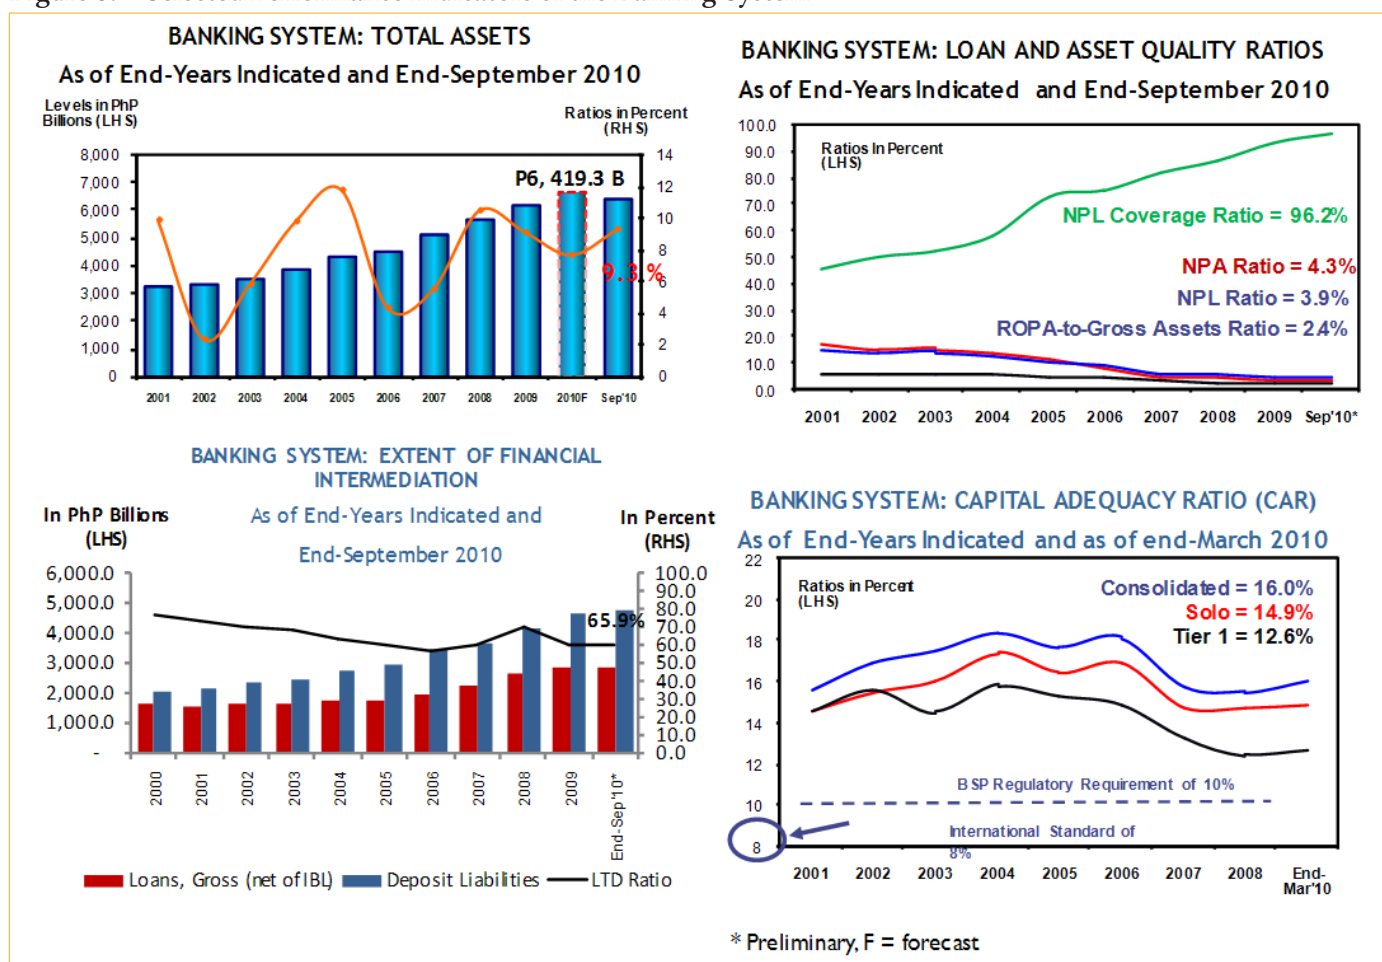 BANKING SYSTEM: TOTAL ASSETS
As of End-Years Indicated and End-September 2010
Levels in PhP
Billions (LHS)
Ratios in Percent
(RHS)
8,000
7,000
6,000
5,000
4,000
3,000
2,000
1,000
0
14
12
10
8
6
4
2
0
P6, 419.3 B
9.3 %
2001 2002 2003 2004 2005 2006 2007 2008 2009 2010F Sep'10
BANKING SYSTEM: LOAN AND ASSET QUALITY RATIOS
As of End-Years Indicated and End-September 2010
Ratios In Percent
(LHS)
100.0
90.0
80.0
70.0
60.0
50.0
40.0
30.0
20.0
10.0
0.0
NPL Coverage Ratio = 96.2%
NPA Ratio = 4.3%
NPL Ratio = 3.9%
ROPA-to-Gross Assets Ratio = 2.4%
2001 2002 2003 2004 2005 2006 2007 2008 2009 Sep'10*
BANKING SYSTEM: EXTENT OF FINANCIAL
INTERMEDIATION
As of End-Years Indicated and
End-September 2010
In PhP Billions
(LHS)
In Percent
(RHS)
6,000.0
5,000.0
4,000.0
3,000.0
2,000.0
1,000.0
-
100.0
90.0
80.0
70.0
60.0
50.0
40.0
30.0
20.0
10.0
0.0
65.9%
2000 2001 2002 2003 2004 2005 2006 2007 2008 2009 End-Sep'10*
Loans, Gross (net of IBL) Deposit Liabilities LTD Ratio
BANKING SYSTEM: CAPITAL ADEQUACY RATIO (CAR)
As of End-Years Indicated and as of end-March 2010
Ratios in Percent
(LHS)
22
20
18
16
14
12
10
8
Consolidated = 16.0%
Solo = 14.9%
Tier 1 = 12.6%
BSP Regulatory Requirement of 10%
International Standard of
8%
2001 2002 2003 2004 2005 2006 2007 2008 End-
Mar'10
* Preliminary, F = forecast